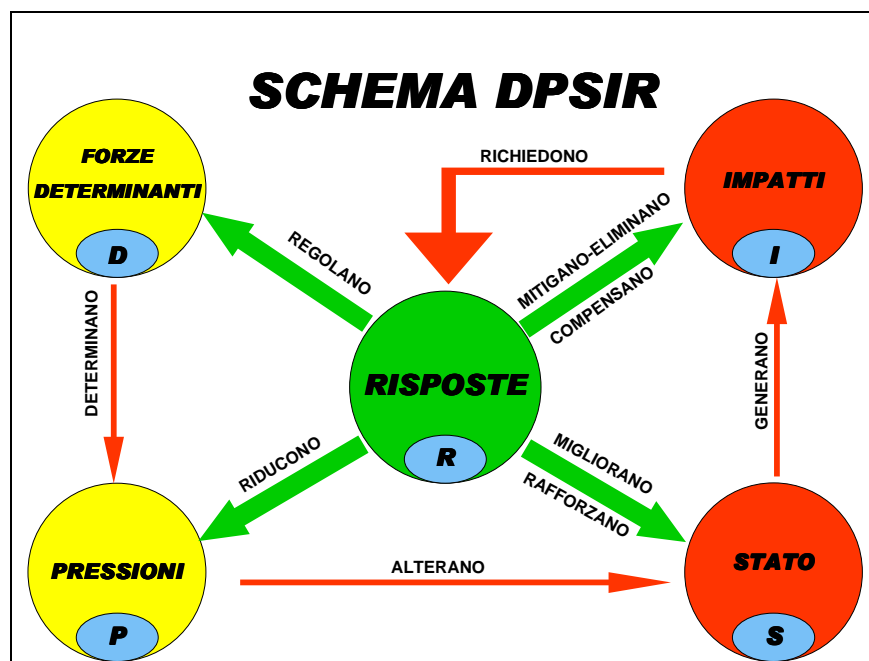 SCHEMA DPSIR
FORZE
DETERMINANTI
D
RICHIEDONO
IMPATTI
I
REGOLANO
MITIGANO-ELIMINANO
COMPENSANO
DETERMINANO
GENERANO
RISPOSTE
R
RIDUCONO
MIGLIORANO
RAFFORZANO
PRESSIONI
P
ALTERANO
STATO
S